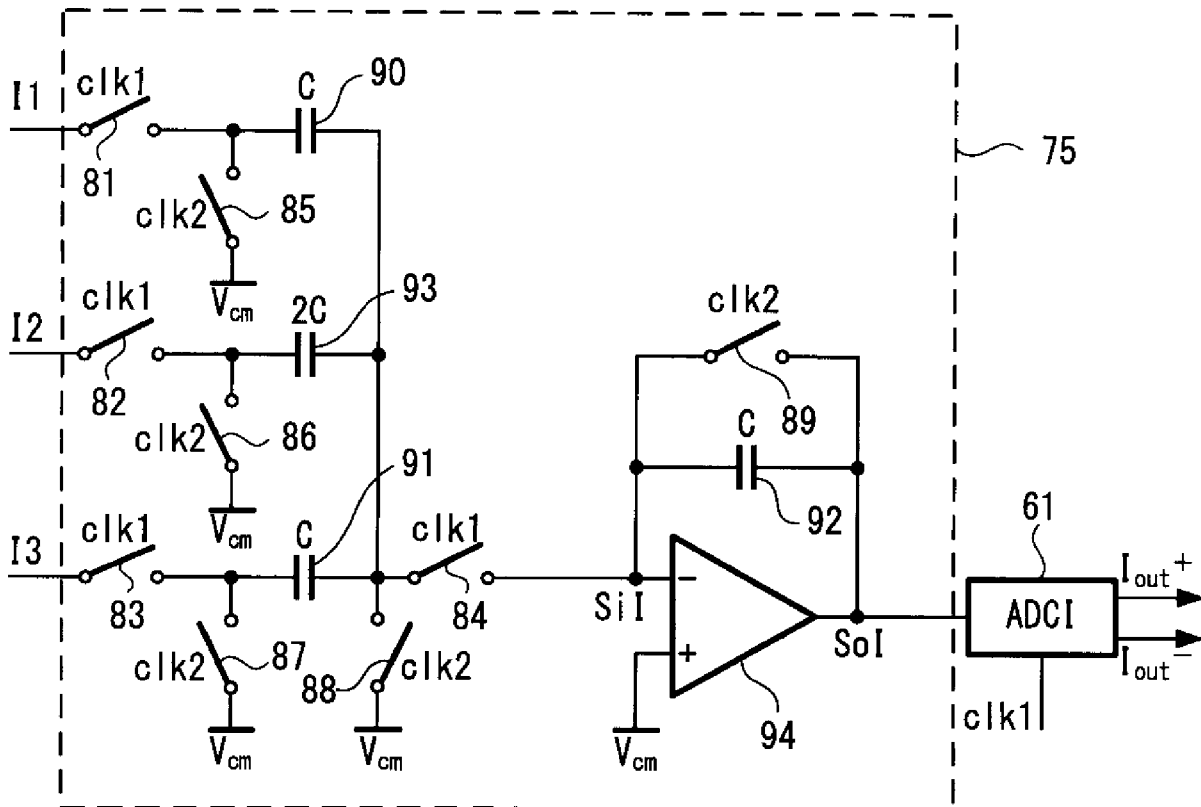 I1
clk1
C
90
81
clk2
85
Vcm
75
I2
clk1
2C
93
82
clk2
86
Vcm
clk2
89
C
92
I3
clk1
C
91
clk1
83
84
clk2
87
Vcm
88
clk2
Vcm
SiI
−
+
Vcm
94
SoI
61
ADCI
Iout+
Iout−
clk1